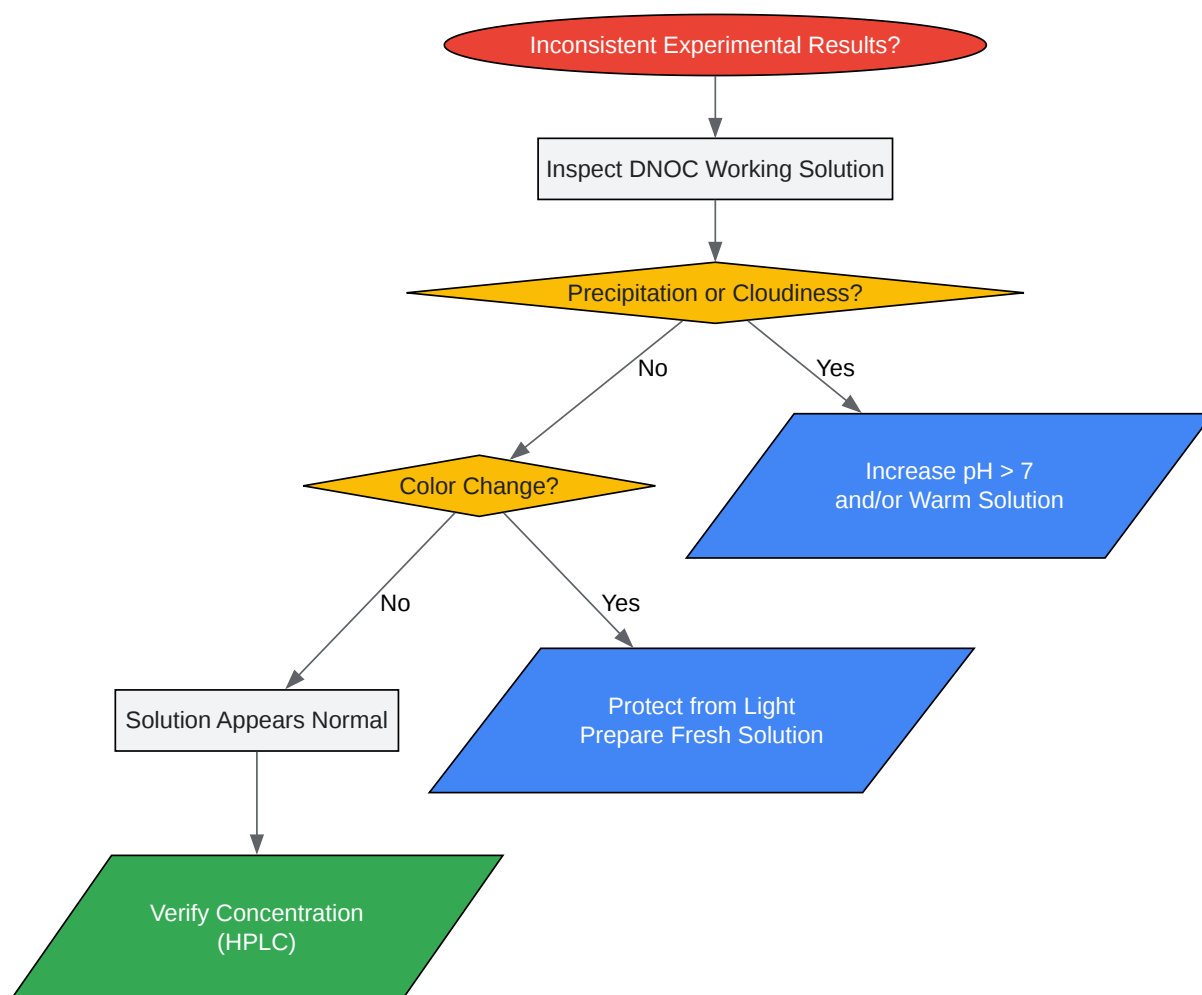 Inconsistent Experimental Results?
Inspect DNOC Working Solution
Precipitation or Cloudiness?
No
Yes
Increase pH > 7
and/or Warm Solution
Color Change?
No
Yes
Protect from Light
Prepare Fresh Solution
Solution Appears Normal
Verify Concentration
(HPLC)